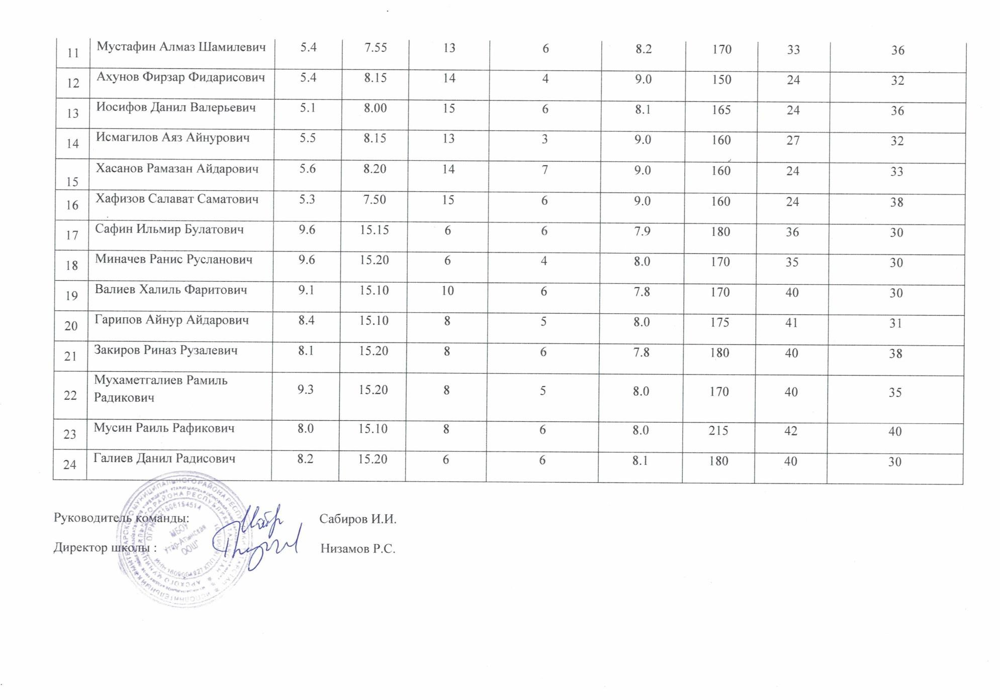 11 Мустафин Алмаз Шамилевич 5.4 7.55 13 6 8.2 170 33 36
12 Ахунов Фирзар Фидарисович 5.4 8.15 14 4 9.0 150 24 32
13 Иосифов Данил Валерьевич 5.1 8.00 15 6 8.1 165 24 36
14 Исмагилов Аяз Айнурович 5.5 8.15 13 3 9.0 160 27 32
15 Хасанов Рамазан Айдарович 5.6 8.20 14 7 9.0 160 24 33
16 Хафизов Салават Саматович 5.3 7.50 15 6 9.0 160 24 38
17 Сафин Ильмир Булатович 9.6 15.15 6 6 7.9 180 36 30
18 Миначев Ранис Русланович 9.6 15.20 6 4 8.0 170 35 30
19 Валиев Халиль Фаритович 9.1 15.10 10 6 7.8 170 40 30
20 Гарипов Айнур Айдарович 8.4 15.10 8 5 8.0 175 41 31
21 Закиров Риназ Рузалевич 8.1 15.20 8 6 7.8 180 40 38
22 Мухаметгалиев Рамиль
Радикович 9.3 15.20 8 5 8.0 170 40 35
23 Мусин Раиль Рафикович 8.0 15.10 8 6 8.0 215 42 40
24 Галиев Данил Радисович 8.2 15.20 6 6 8.1 180 40 30
Руководитель команды: Сабиров И.И.
Директор школы : Низамов Р.С.
МБОУ
ООШ"